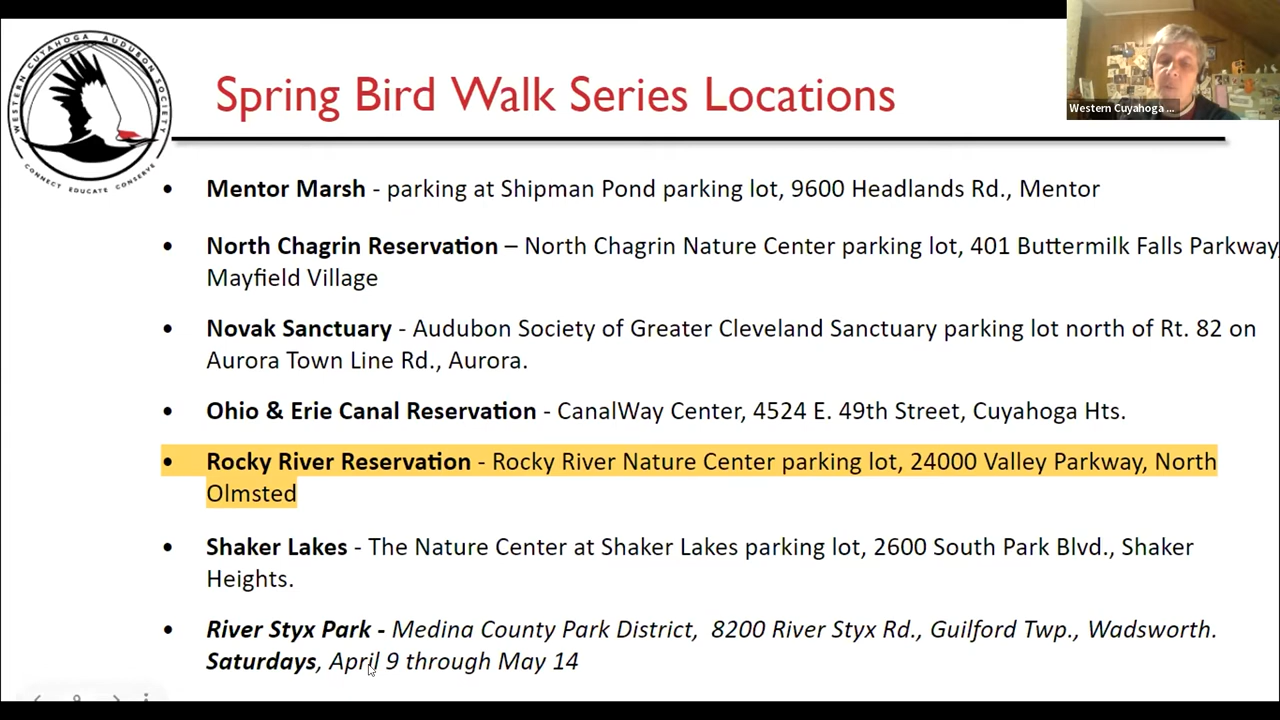 WESTERN CUYAHOGA AUDUBON SOCIETY
CONNECT EDUCATE CONSERVE
Spring Bird Walk Series Locations
Western Cuyahoga ...
• Mentor Marsh - parking at Shipman Pond parking lot, 9600 Headlands Rd., Mentor
• North Chagrin Reservation – North Chagrin Nature Center parking lot, 401 Buttermilk Falls Parkway,
Mayfield Village
• Novak Sanctuary - Audubon Society of Greater Cleveland Sanctuary parking lot north of Rt. 82 on
Aurora Town Line Rd., Aurora.
• Ohio & Erie Canal Reservation - CanalWay Center, 4524 E. 49th Street, Cuyahoga Hts.
• Rocky River Reservation - Rocky River Nature Center parking lot, 24000 Valley Parkway, North
Olmsted
• Shaker Lakes - The Nature Center at Shaker Lakes parking lot, 2600 South Park Blvd., Shaker
Heights.
• River Styx Park - Medina County Park District, 8200 River Styx Rd., Guilford Twp., Wadsworth.
Saturdays, April 9 through May 14